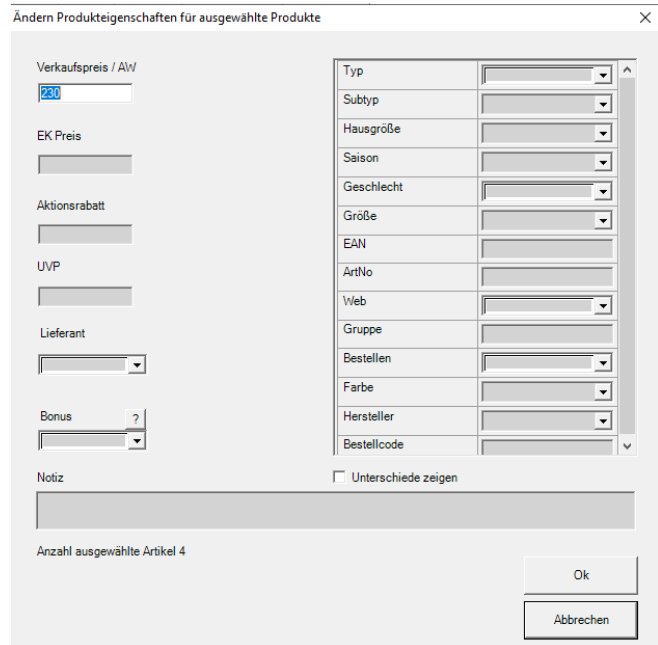 Ändern Produkteigenschaften für ausgewählte Produkte
Verkaufspreis / AW
230
EK Preis
Aktionsrabatt
UVP
Lieferant
Bonus
?
Typ
Subtyp
Hausgröße
Saison
Geschlecht
Größe
EAN
ArtNo
Web
Gruppe
Bestellen
Farbe
Hersteller
Bestellcode
Notiz
Unterschiede zeigen
Anzahl ausgewählte Artikel 4
Ok
Abbrechen